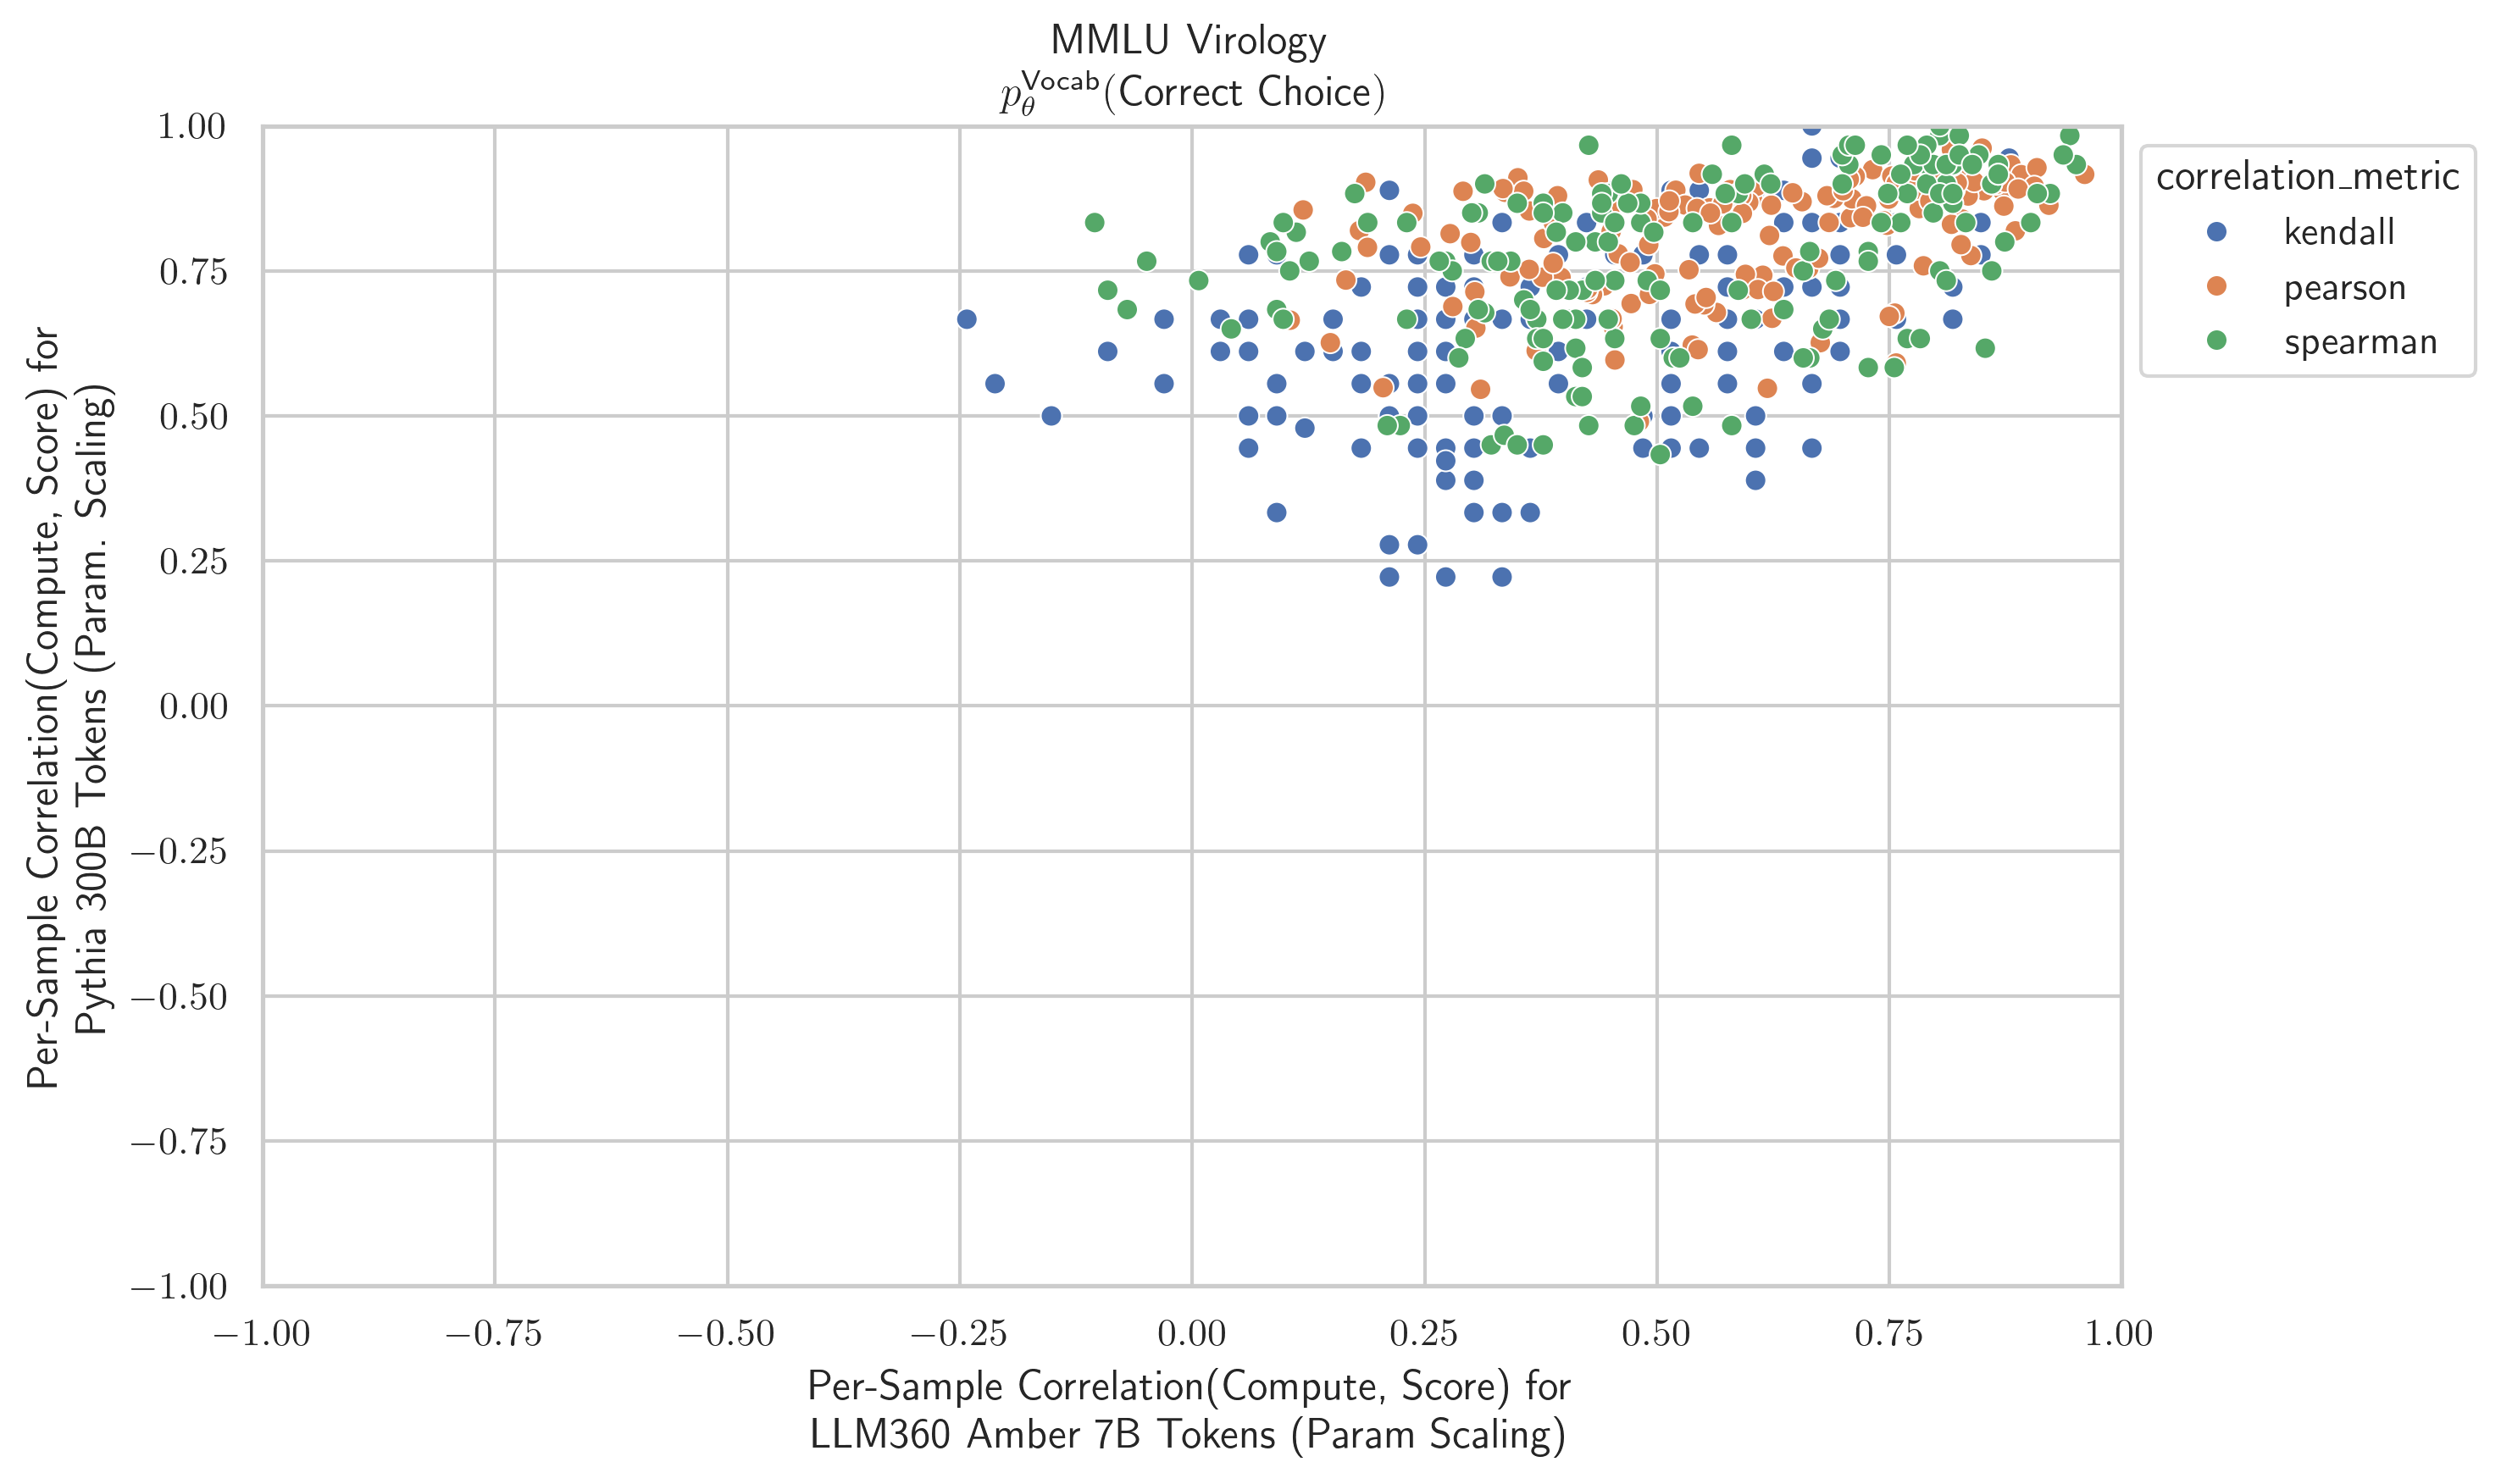 MMLU Virology
p_θ^Vocab(Correct Choice)
1.00
0.75
0.50
0.25
0.00
−0.25
−0.50
−0.75
−1.00
Per-Sample Correlation(Compute, Score) for
Pythia 300B Tokens (Param. Scaling)
−1.00
−0.75
−0.50
−0.25
0.00
0.25
0.50
0.75
1.00
Per-Sample Correlation(Compute, Score) for
LLM360 Amber 7B Tokens (Param Scaling)
correlation_metric
kendall
pearson
spearman